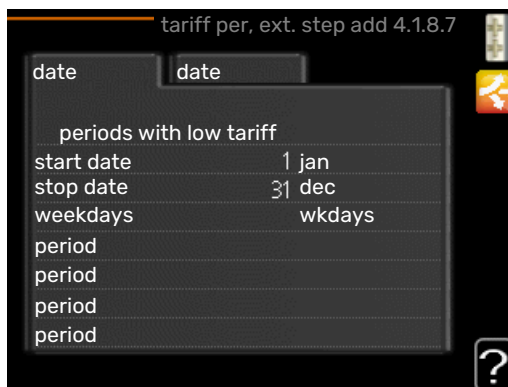 tariff per, ext. step add 4.1.8.7
date
date
periods with low tariff
start date 1 jan
stop date 31 dec
weekdays wkdays
period
period
period
period
?